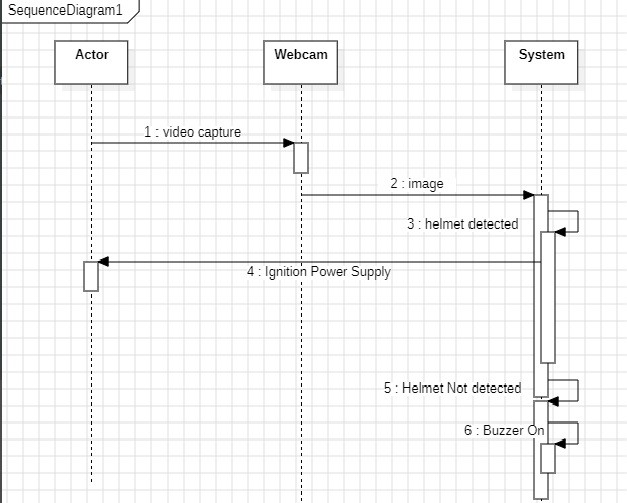 SequenceDiagram1
Actor
Webcam
System
1 : video capture
2 : image
3 : helmet detected
4 : Ignition Power Supply
5 : Helmet Not detected
6 : Buzzer On